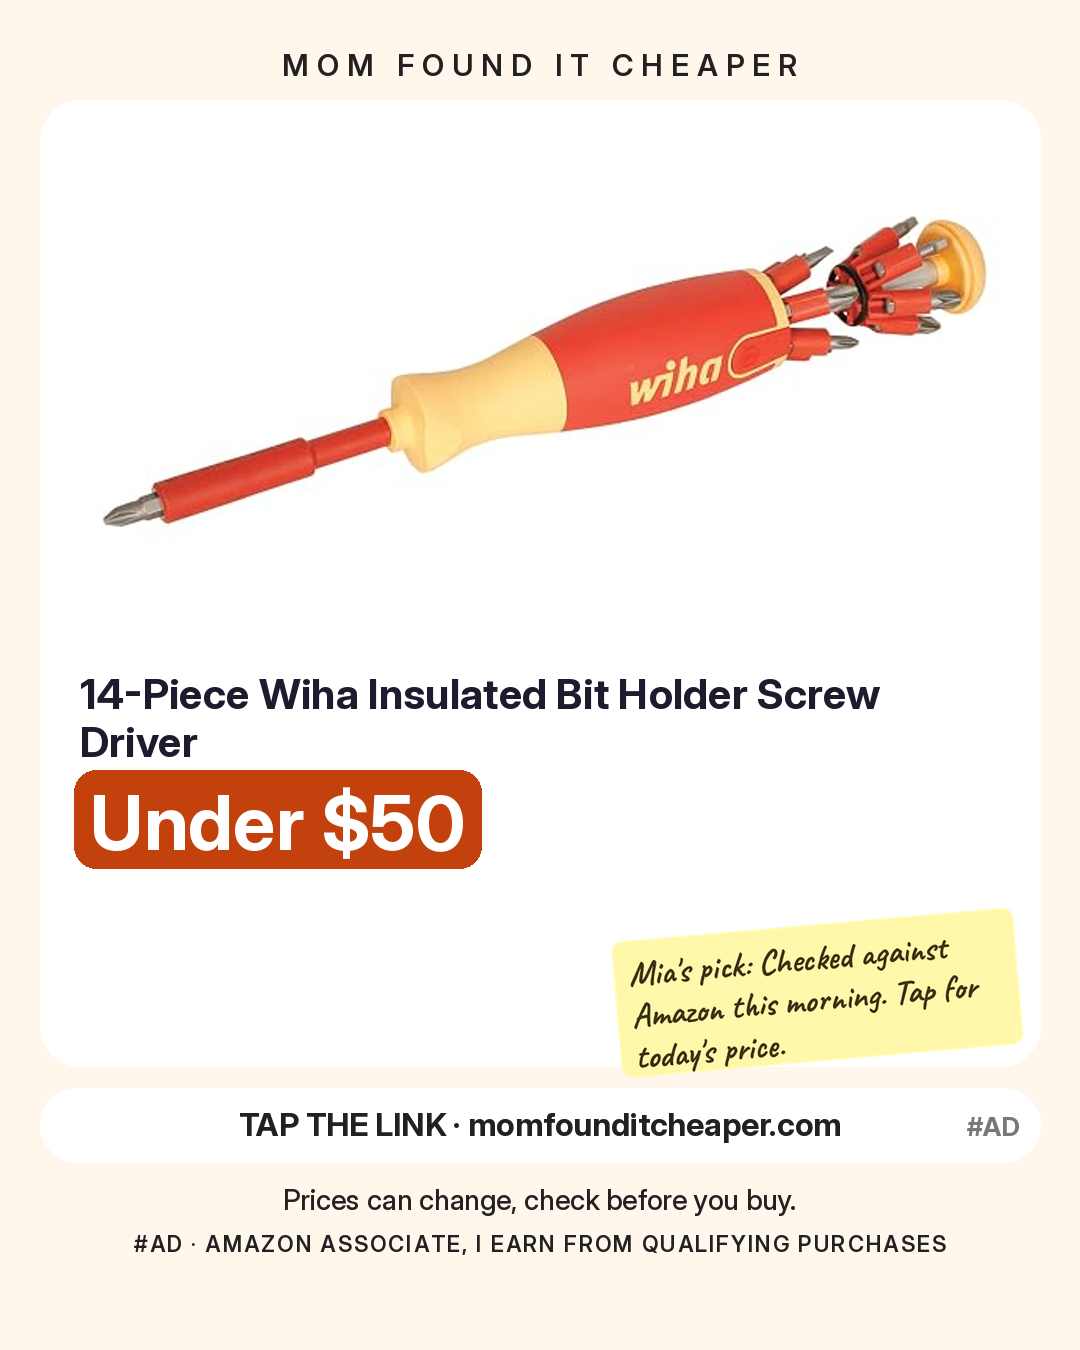 MOM FOUND IT CHEAPER
wiha
14-Piece Wiha Insulated Bit Holder Screw
Driver
Under $50
Mia's pick: Checked against
Amazon this morning. Tap for
today's price.
TAP THE LINK · momfounditcheaper.com
#AD
Prices can change, check before you buy.
#AD · AMAZON ASSOCIATE, I EARN FROM QUALIFYING PURCHASES